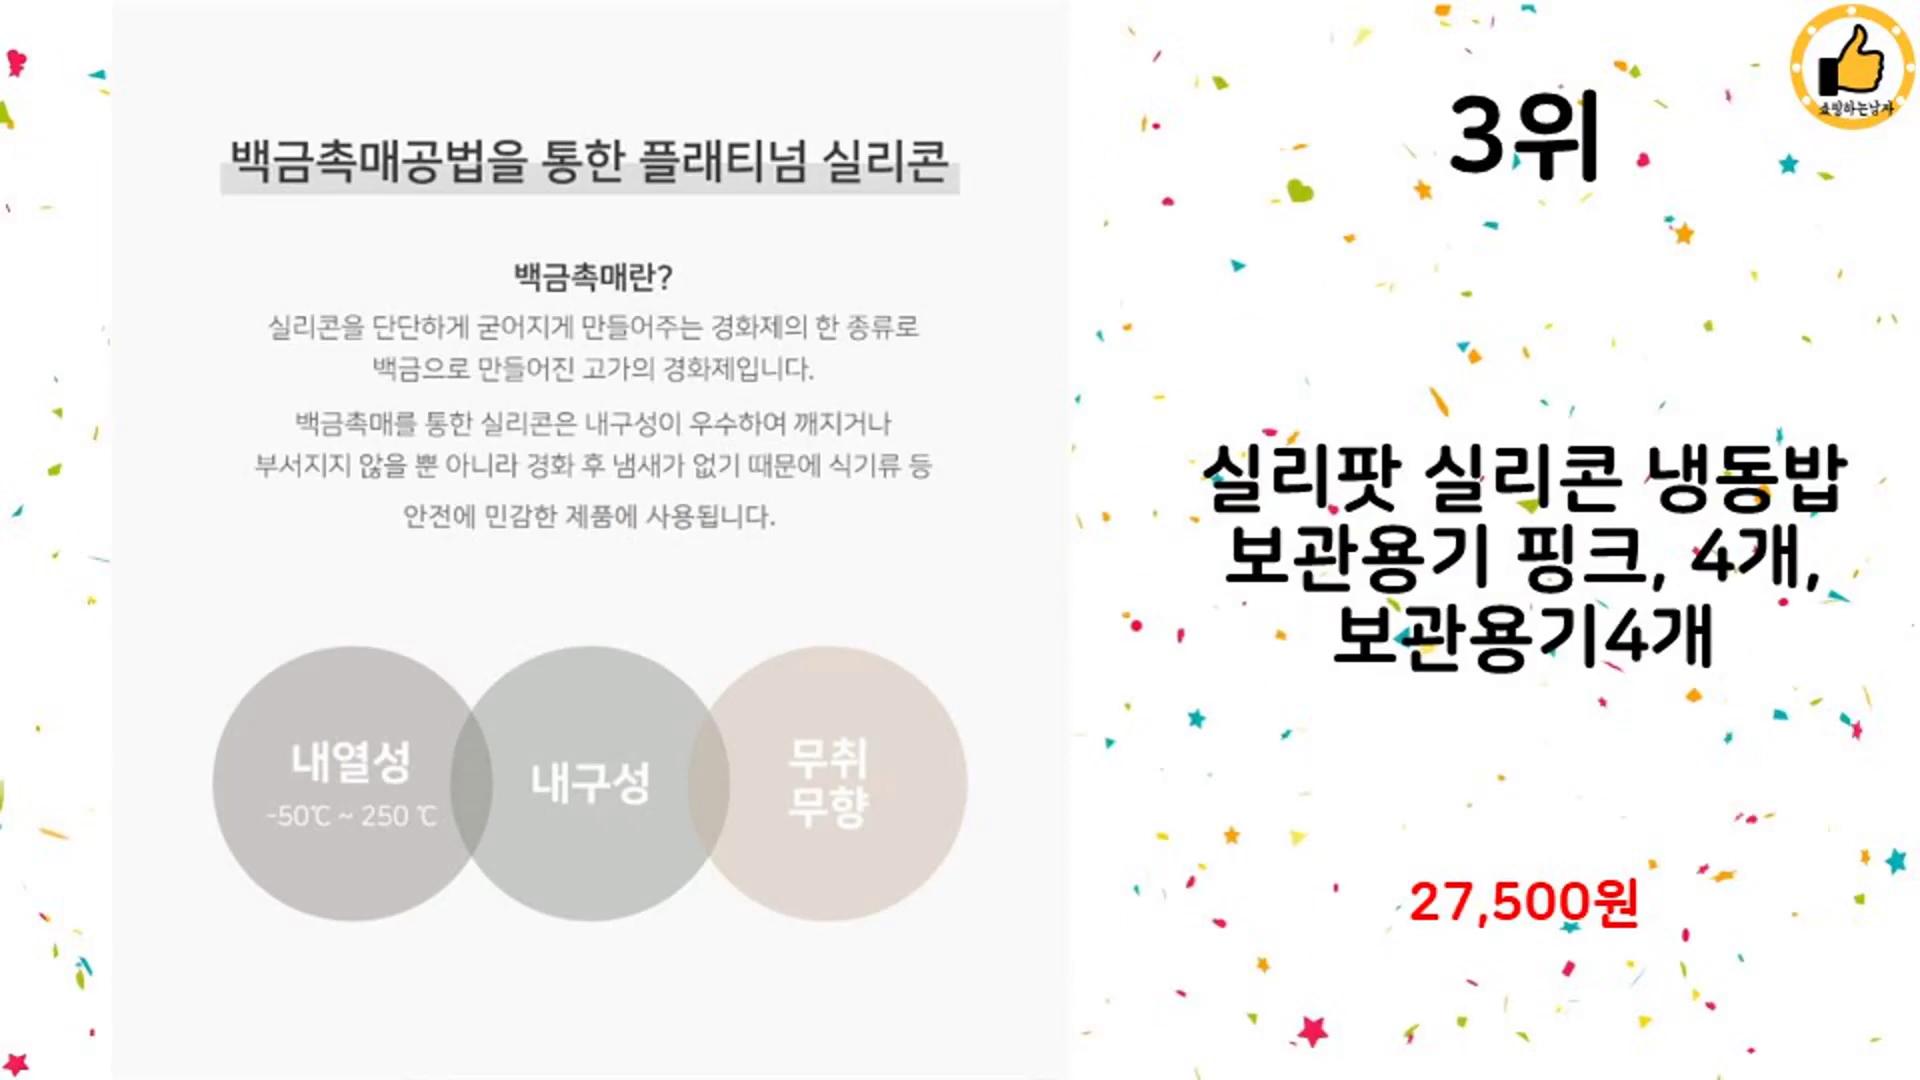 백금촉매공법을 통한 플래티넘 실리콘
백금촉매란?
실리콘을 단단하게 굳어지게 만들어주는 경화제의 한 종류로
백금으로 만들어진 고가의 경화제입니다.
백금촉매를 통한 실리콘은 내구성이 우수하여 깨지거나
부서지지 않을 뿐 아니라 경화 후 냄새가 없기 때문에 식기류 등
안전에 민감한 제품에 사용됩니다.
내열성
-50℃ ~ 250 ℃
내구성
무취
무향
쇼핑하는남자
3위
실리팟 실리콘 냉동밥
보관용기 핑크, 4개,
보관용기4개
27,500원